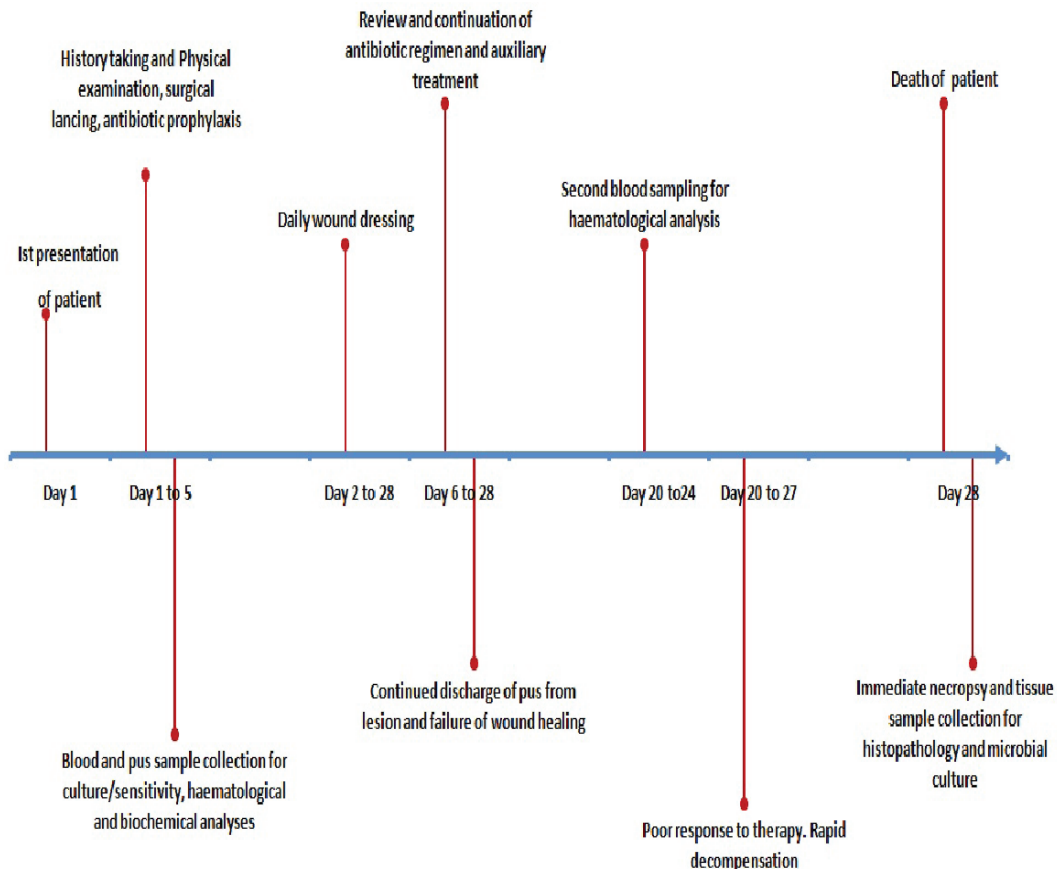 Review and continuation of
antibiotic regimen and auxiliary
treatment
History taking and Physical
examination, surgical
lancing, antibiotic prophylaxis
Death of patient
Second blood sampling for
haematological analysis
Daily wound dressing
Ist presentation
of patient
Day 1
Day 1 to 5
Day 2 to 28
Day 6 to 28
Day 20 to24
Day 20 to 27
Day 28
Continued discharge of pus from
lesion and failure of wound healing
Immediate necropsy and tissue
sample collection for
histopathology and microbial
culture
Blood and pus sample collection for
culture/sensitivity, haematological
and biochemical analyses
Poor response to therapy. Rapid
decompensation